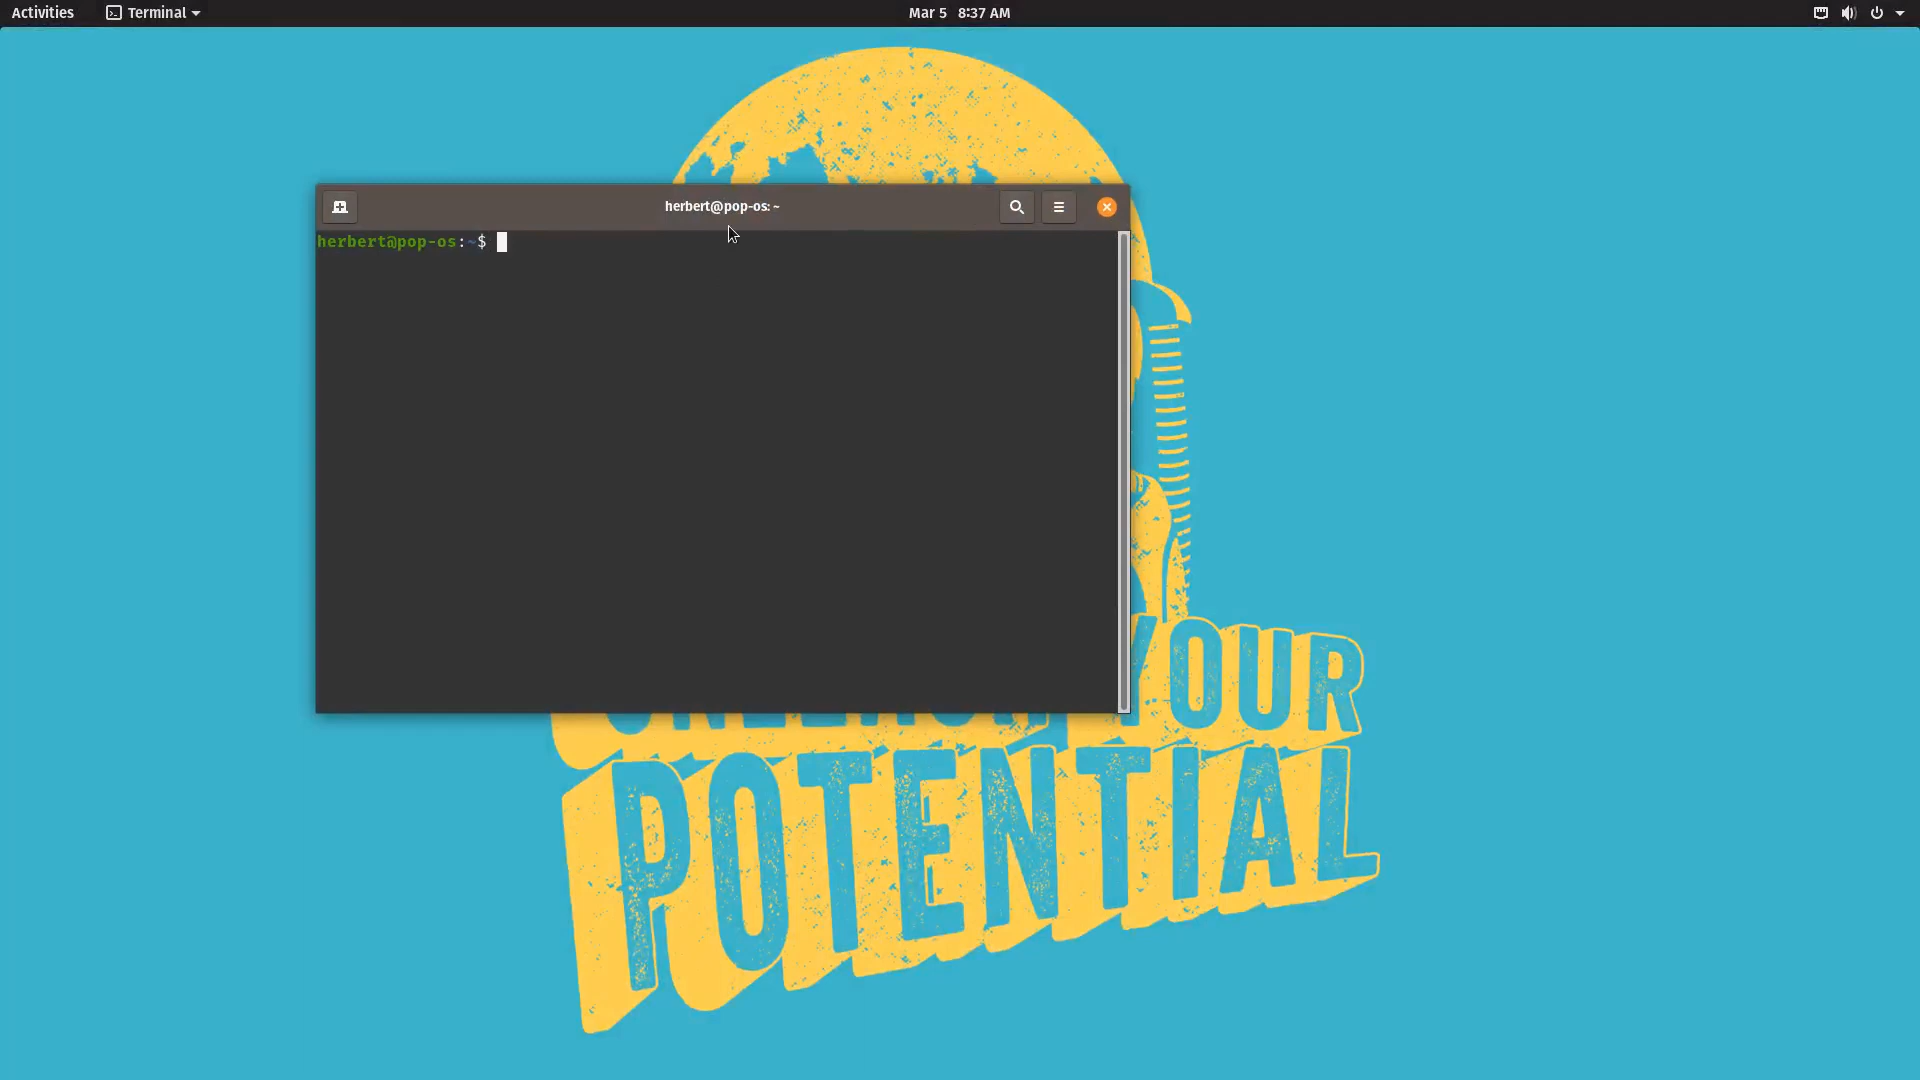 Activities Terminal Mar 5 8:37 AM
herbert@pop-os: ~
herbert@pop-os:~$
YOUR
POTENTIAL